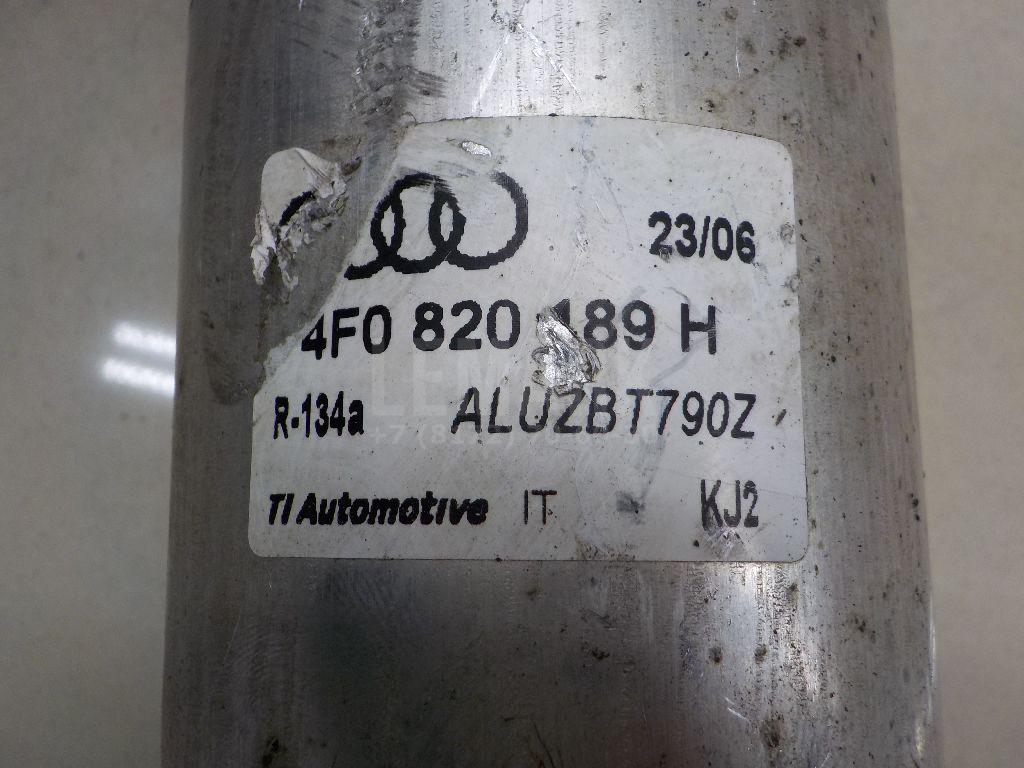 23/06
4F0 820 189 H
R-134a ALUZBT790Z
TI Automotive IT KJ2